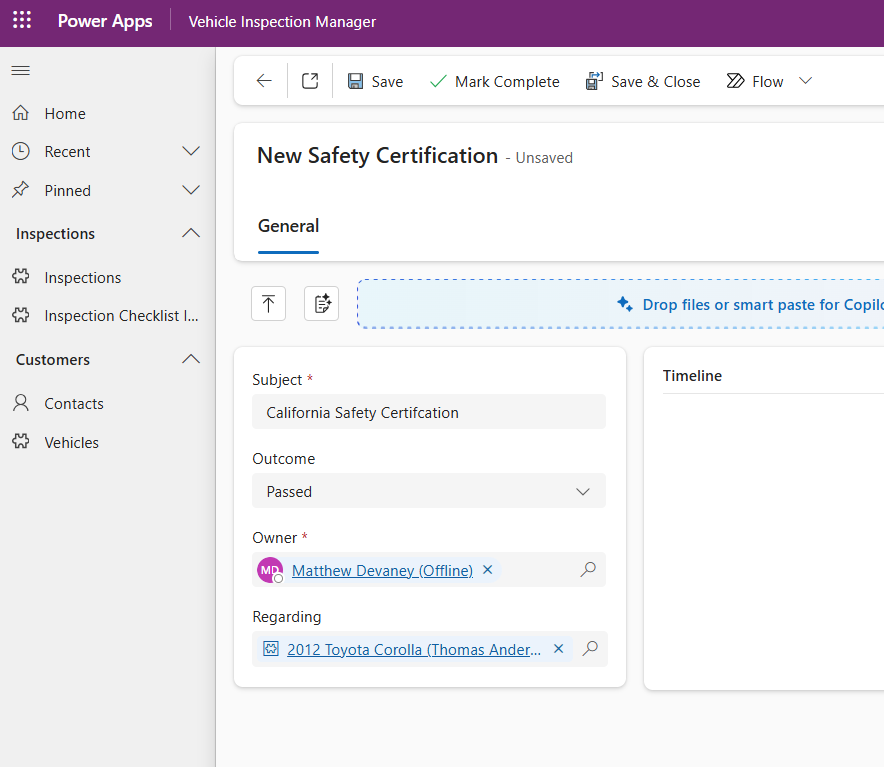 Power Apps Vehicle Inspection Manager
Home
Recent
Pinned
Inspections
Inspections
Inspection Checklist I...
Customers
Contacts
Vehicles
Save Mark Complete Save & Close Flow
New Safety Certification - Unsaved
General
Drop files or smart paste for Copilo
Subject *
California Safety Certifcation
Outcome
Passed
Owner *
MD Matthew Devaney (Offline)
Regarding
2012 Toyota Corolla (Thomas Ander...
Timeline